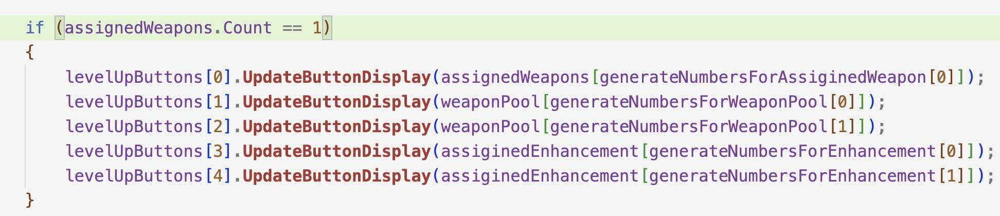 if (assignedWeapons.Count == 1)
{
levelUpButtons[0].UpdateButtonDisplay(assignedWeapons[generateNumbersForAssiginedWeapon[0]]);
levelUpButtons[1].UpdateButtonDisplay(weaponPool[generateNumbersForWeaponPool[0]]);
levelUpButtons[2].UpdateButtonDisplay(weaponPool[generateNumbersForWeaponPool[1]]);
levelUpButtons[3].UpdateButtonDisplay(assiginedEnhancement[generateNumbersForEnhancement[0]]);
levelUpButtons[4].UpdateButtonDisplay(assiginedEnhancement[generateNumbersForEnhancement[1]]);
}